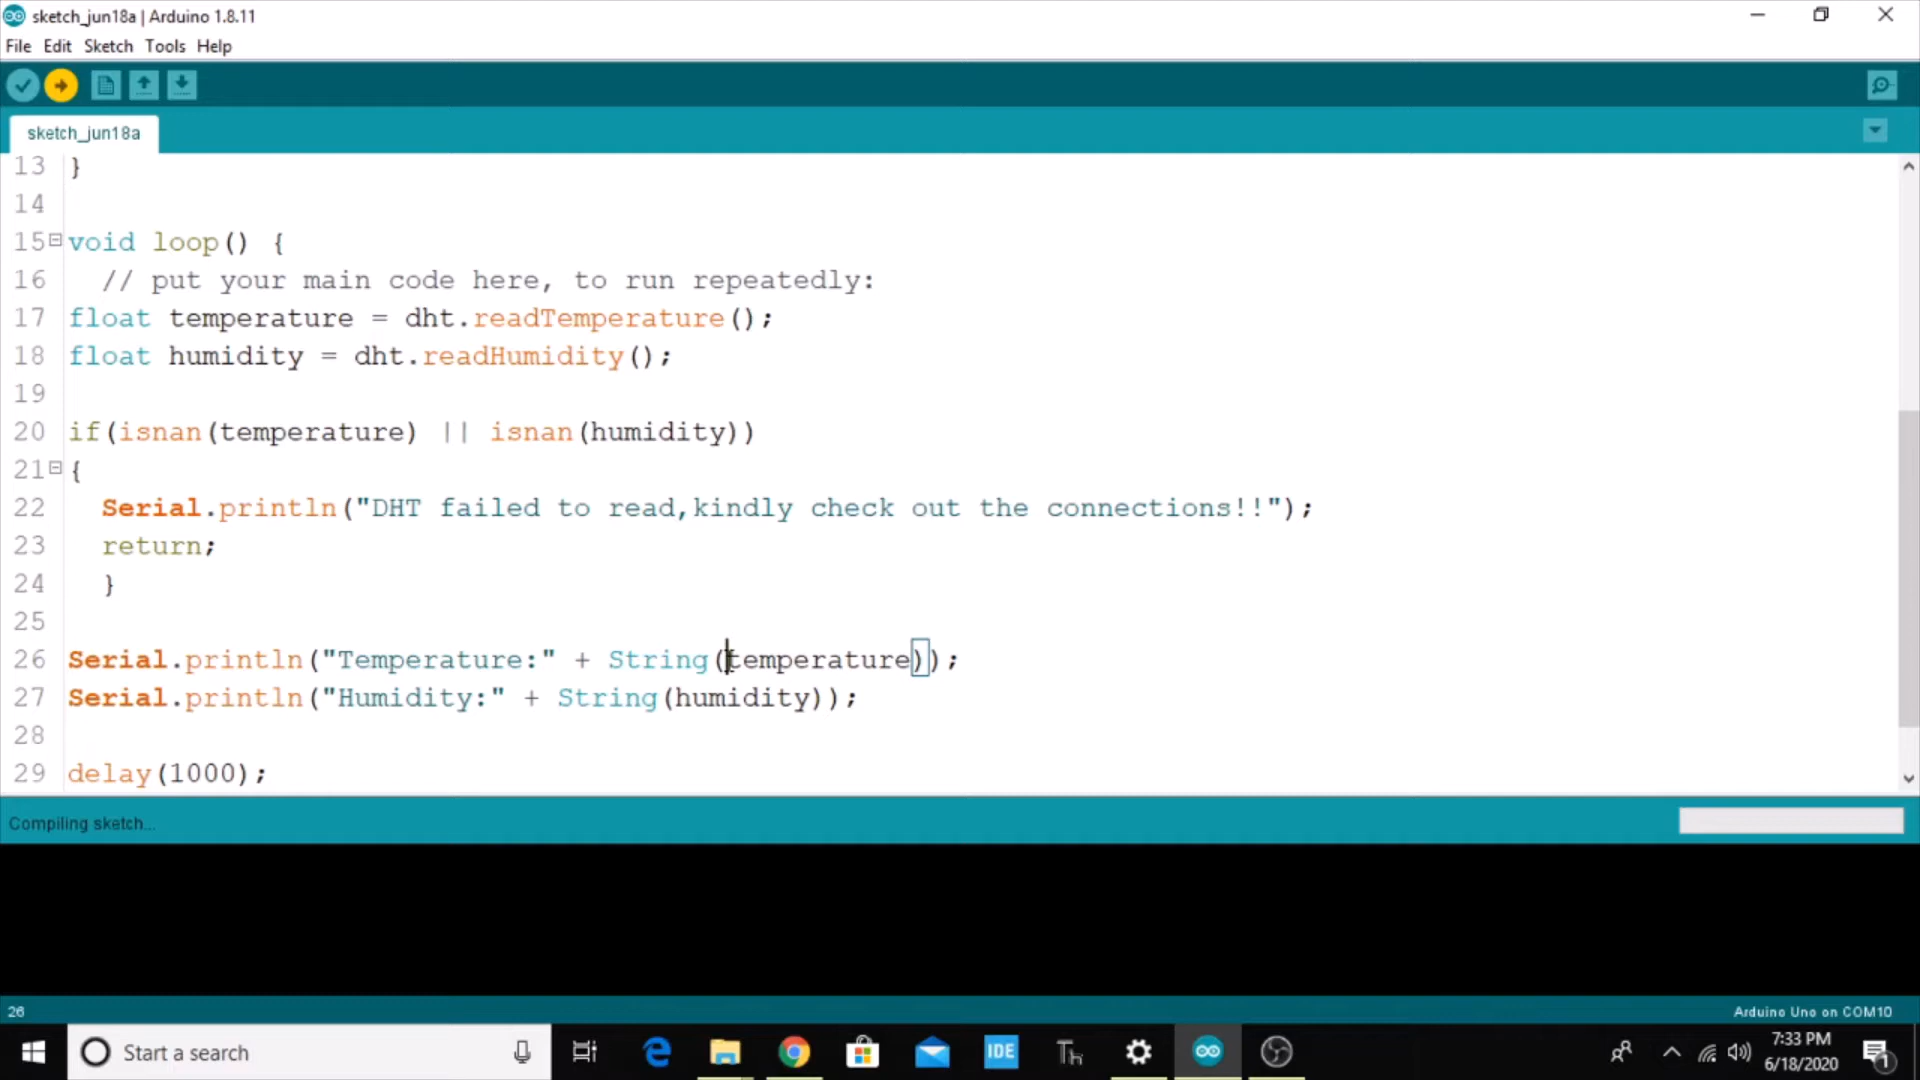 sketch_jun18a | Arduino 1.8.11
File Edit Sketch Tools Help
sketch_jun18a
13 }
14
15 void loop() {
16 // put your main code here, to run repeatedly:
17 float temperature = dht.readTemperature();
18 float humidity = dht.readHumidity();
19
20 if(isnan(temperature) || isnan(humidity))
21 {
22 Serial.println("DHT failed to read,kindly check out the connections!!");
23 return;
24 }
25
26 Serial.println("Temperature:" + String(temperature));
27 Serial.println("Humidity:" + String(humidity));
28
29 delay(1000);
Compiling sketch...
26 Arduino Uno on COM10
Start a search
IDE
Th
7:33 PM
6/18/2020
1